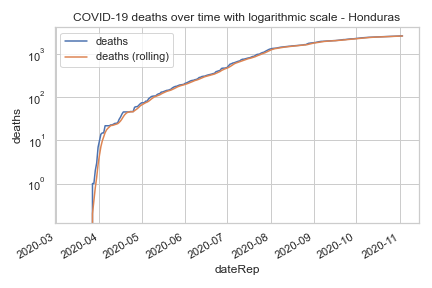 COVID-19 deaths over time with logarithmic scale - Honduras
deaths
deaths (rolling)
10³
10²
10¹
10⁰
deaths
2020-03
2020-04
2020-05
2020-06
2020-07
2020-08
2020-09
2020-10
2020-11
dateRep